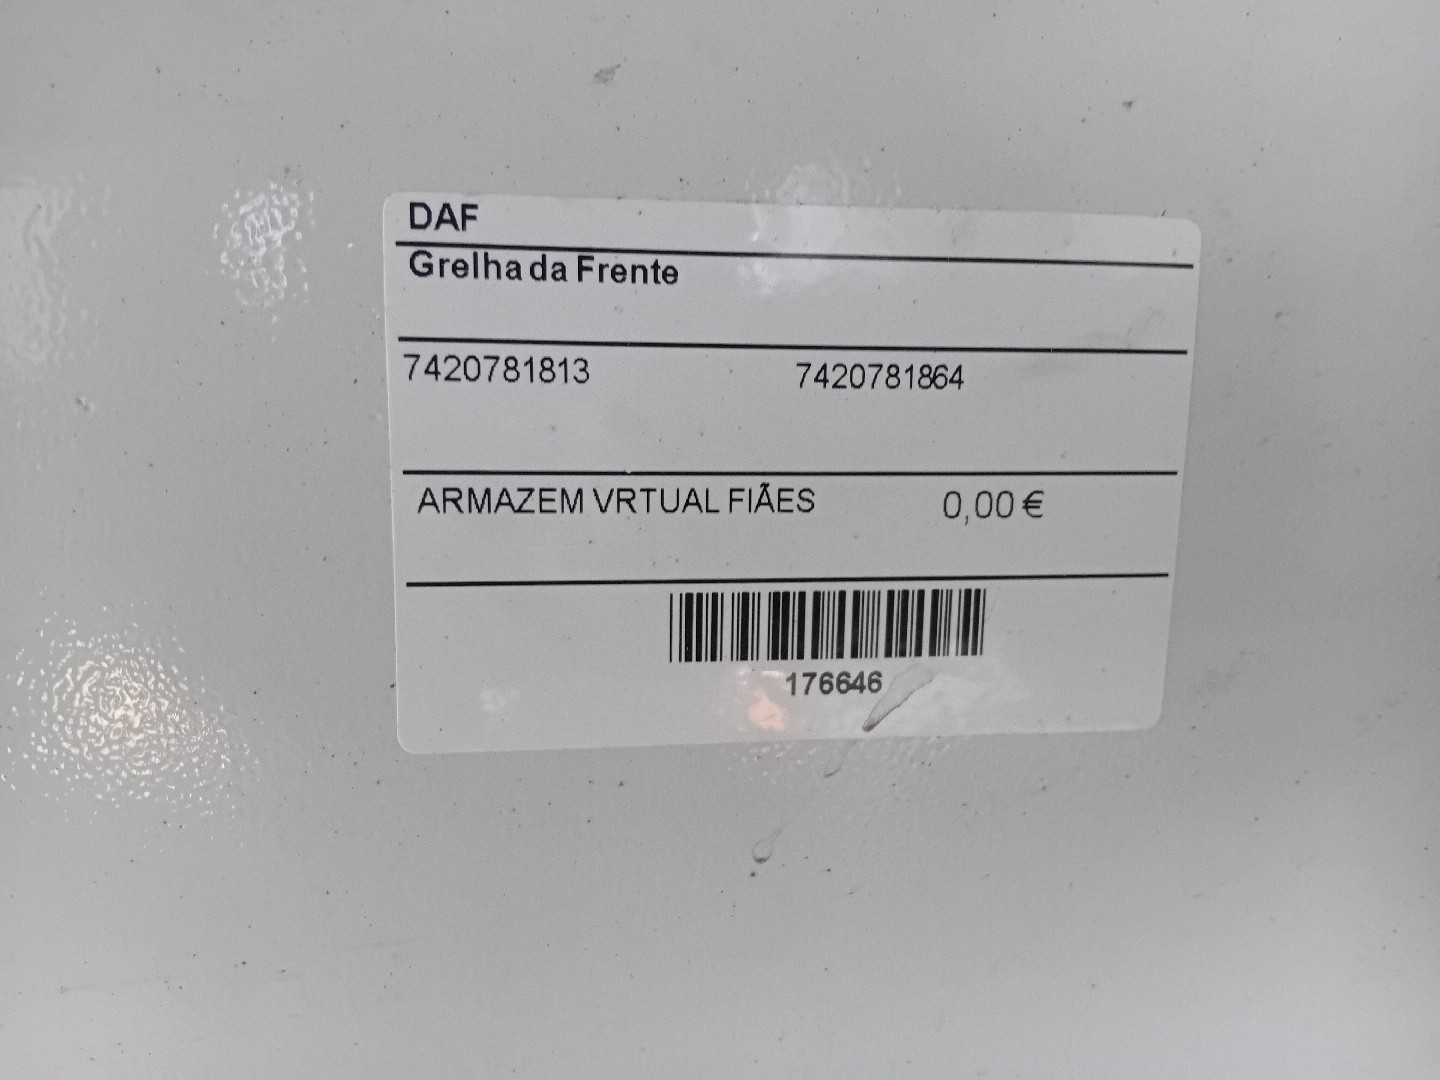 DAF
Grelha da Frente
7420781813 7420781864
ARMAZEM VRTUAL FIÃES 0,00 €
176646